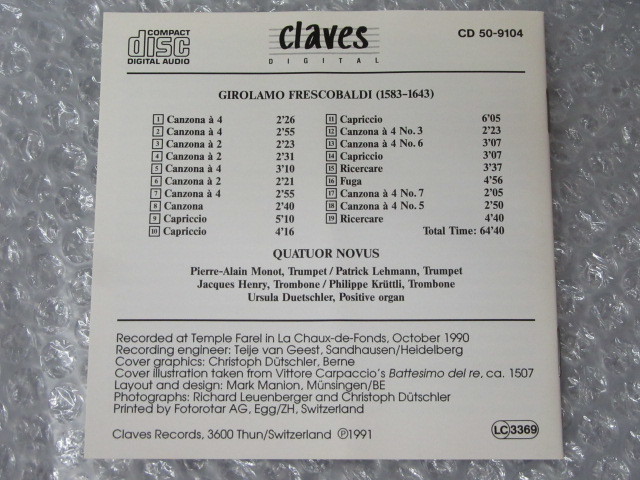 COMPACT
disc
DIGITAL AUDIO
claves
DIGITAL
CD 50-9104
GIROLAMO FRESCOBALDI (1583-1643)
1 Canzona à 4 2'26
2 Canzona à 4 2'55
3 Canzona à 2 2'23
4 Canzona à 2 2'31
5 Canzona à 4 3'10
6 Canzona à 2 2'21
7 Canzona à 4 2'55
8 Canzona 2'40
9 Capriccio 5'10
10 Capriccio 4'16
11 Capriccio 6'05
12 Canzona à 4 No. 3 2'23
13 Canzona à 4 No. 6 3'07
14 Capriccio 3'07
15 Ricercare 3'37
16 Fuga 4'56
17 Canzona à 4 No. 7 2'05
18 Canzona à 4 No. 5 2'50
19 Ricercare 4'40
Total Time: 64'40
QUATUOR NOVUS
Pierre-Alain Monot, Trumpet / Patrick Lehmann, Trumpet
Jacques Henry, Trombone / Philippe Krüttli, Trombone
Ursula Duetschler, Positive organ
Recorded at Temple Farel in La Chaux-de-Fonds, October 1990
Recording engineer: Teije van Geest, Sandhausen/Heidelberg
Cover graphics: Christoph Dütschler, Berne
Cover illustration taken from Vittore Carpaccio's Battesimo del re, ca. 1507
Layout and design: Mark Manion, Münsingen/BE
Photographs: Richard Leuenberger and Christoph Dütschler
Printed by Fotorotar AG, Egg/ZH, Switzerland
Claves Records, 3600 Thun/Switzerland ℗1991
LC 3369